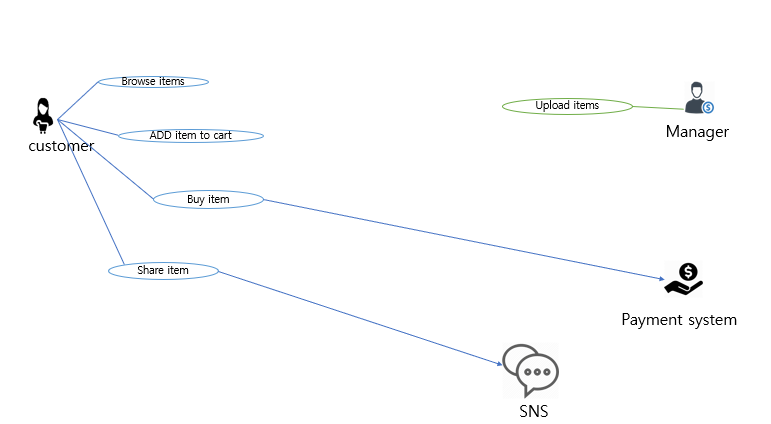 Browse items
Upload items
Manager
ADD item to cart
customer
Buy item
Share item
Payment system
SNS